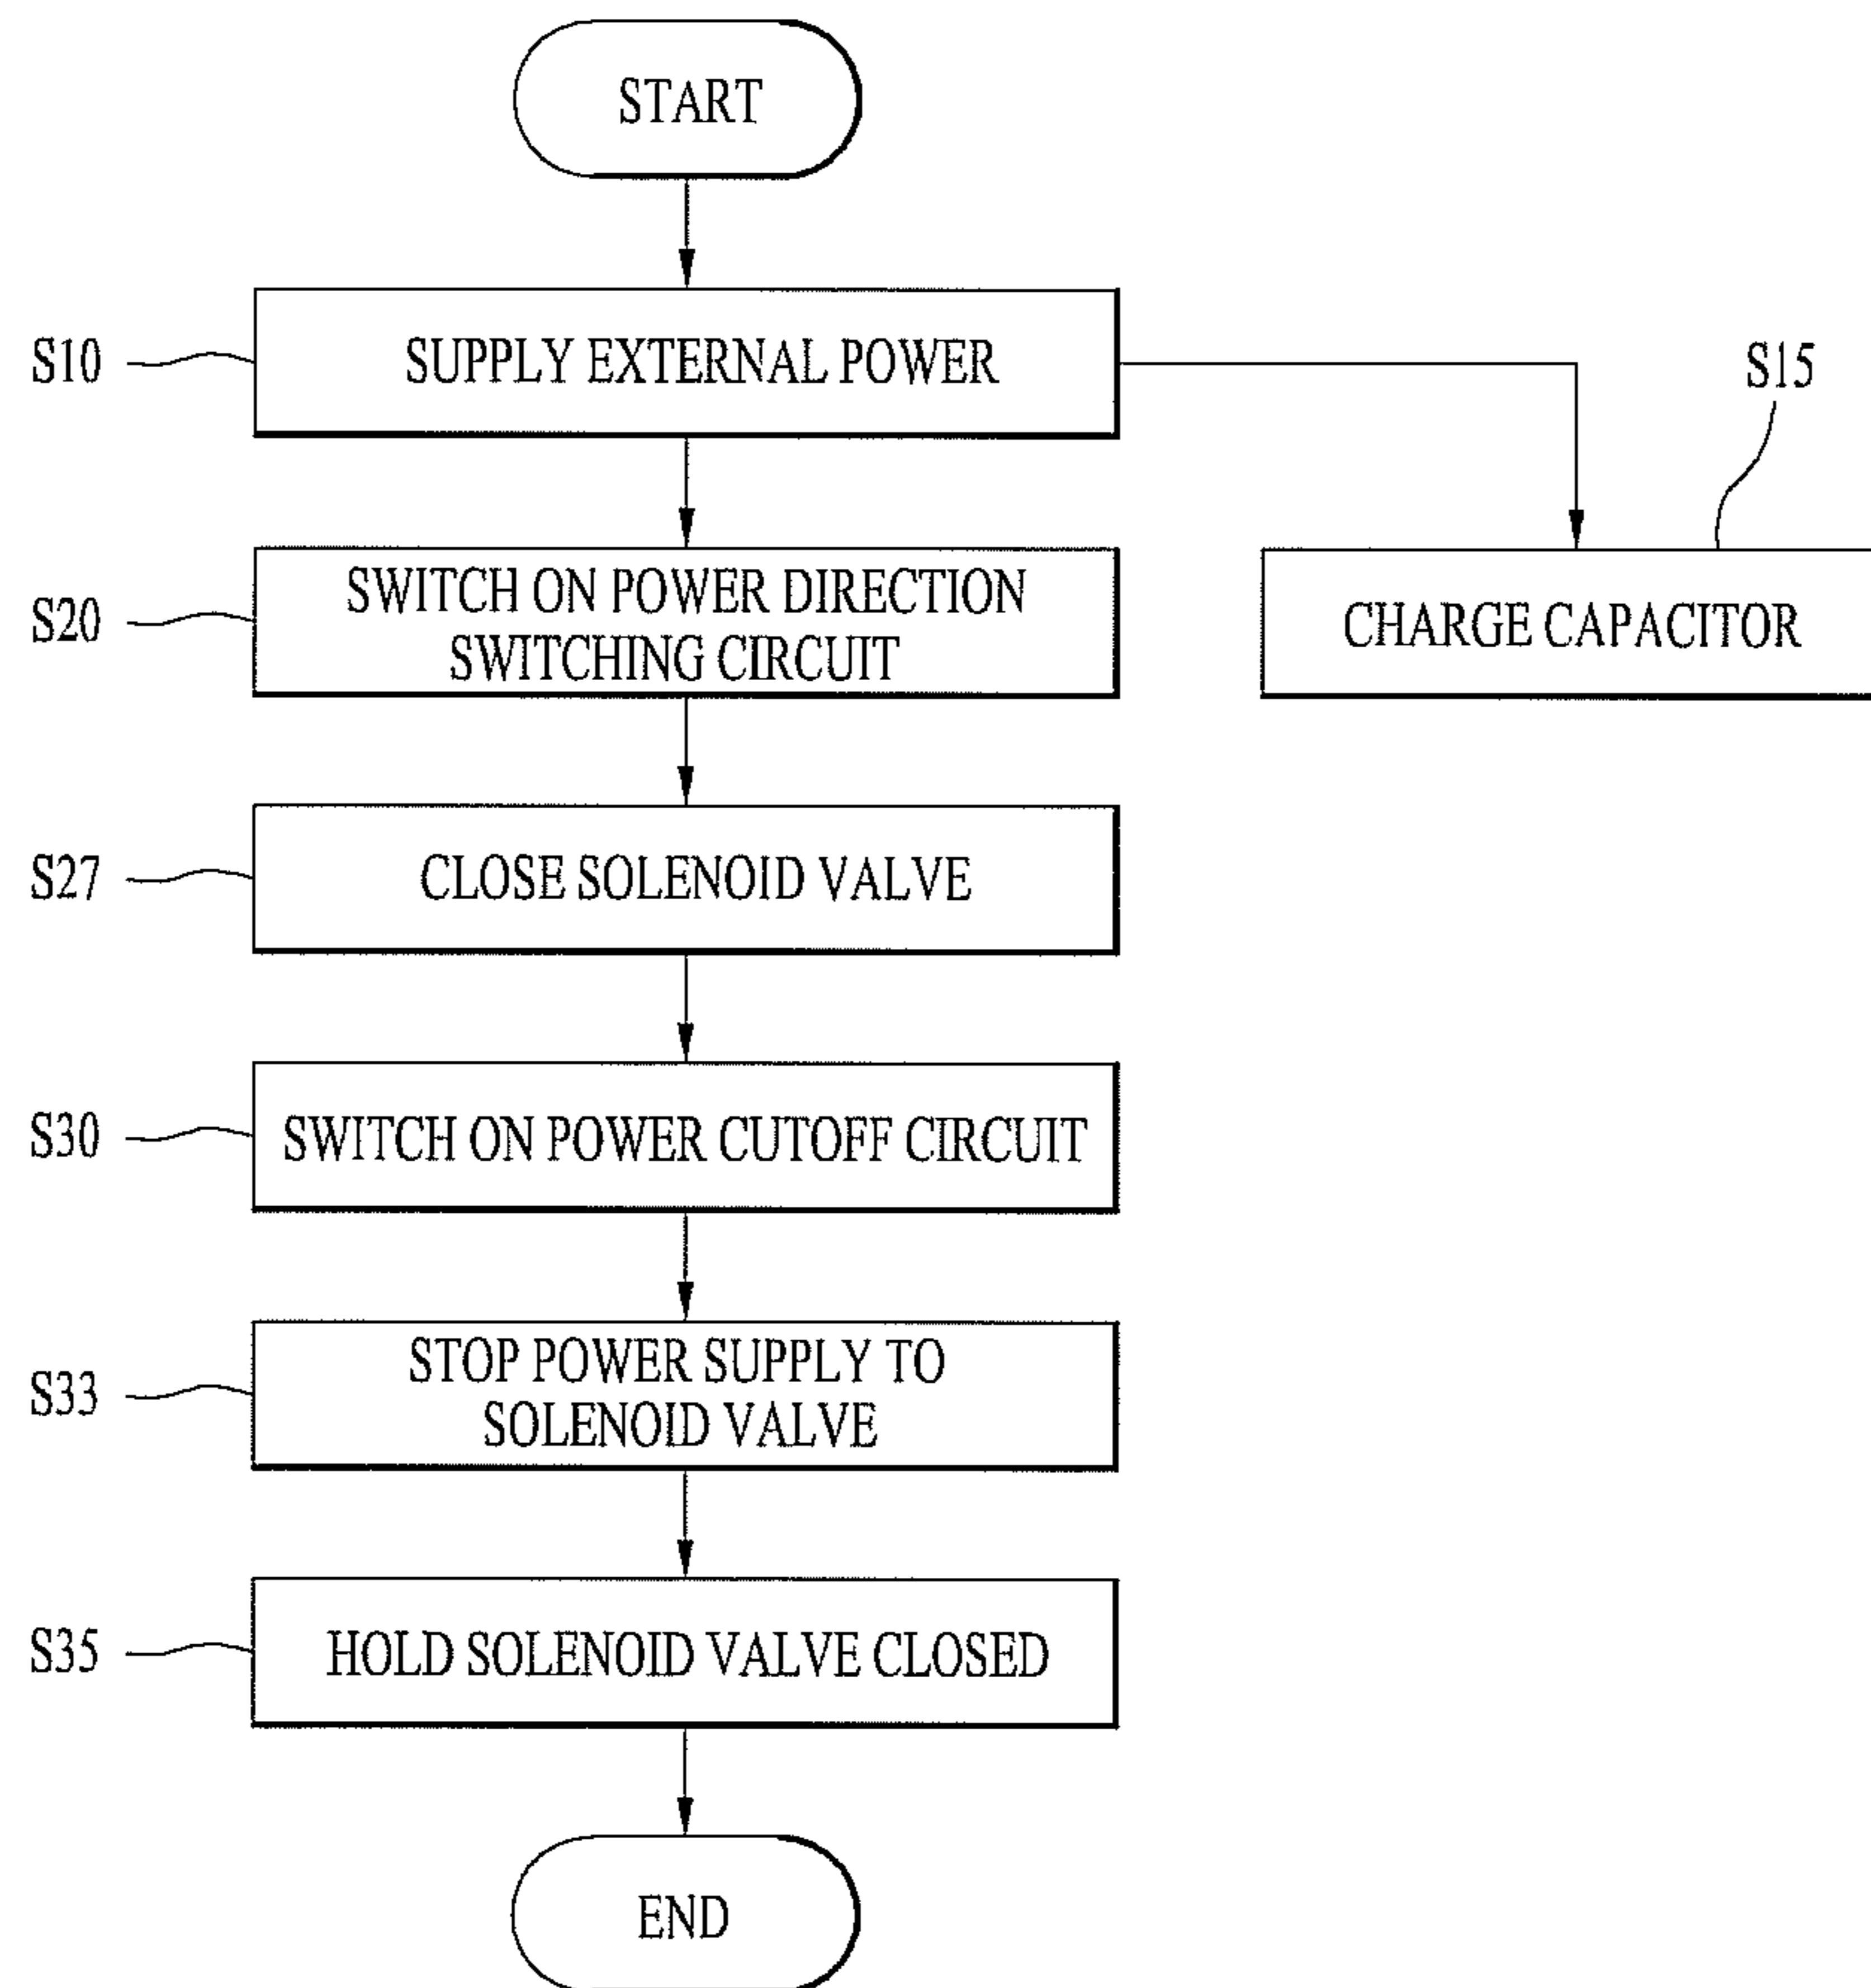 START
S10
SUPPLY EXTERNAL POWER
S15
S20
SWITCH ON POWER DIRECTION
SWITCHING CIRCUIT
CHARGE CAPACITOR
S27
CLOSE SOLENOID VALVE
S30
SWITCH ON POWER CUTOFF CIRCUIT
S33
STOP POWER SUPPLY TO
SOLENOID VALVE
S35
HOLD SOLENOID VALVE CLOSED
END